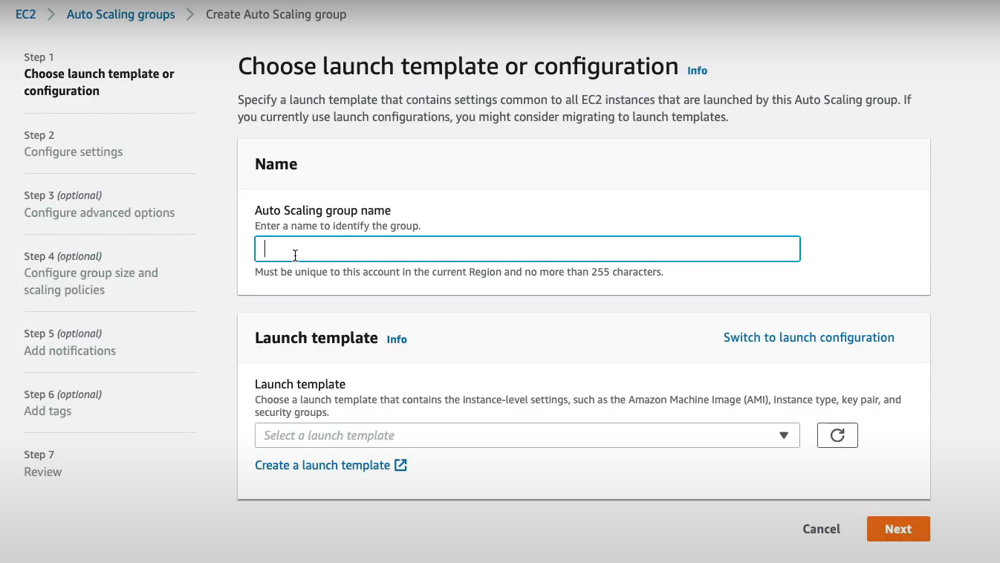 EC2 > Auto Scaling groups > Create Auto Scaling group
Step 1
Choose launch template or
configuration
Step 2
Configure settings
Step 3 (optional)
Configure advanced options
Step 4 (optional)
Configure group size and
scaling policies
Step 5 (optional)
Add notifications
Step 6 (optional)
Add tags
Step 7
Review
Choose launch template or configuration Info
Specify a launch template that contains settings common to all EC2 instances that are launched by this Auto Scaling group. If
you currently use launch configurations, you might consider migrating to launch templates.
Name
Auto Scaling group name
Enter a name to identify the group.
Must be unique to this account in the current Region and no more than 255 characters.
Launch template Info Switch to launch configuration
Launch template
Choose a launch template that contains the instance-level settings, such as the Amazon Machine Image (AMI), instance type, key pair, and
security groups.
Select a launch template
Create a launch template
Cancel Next